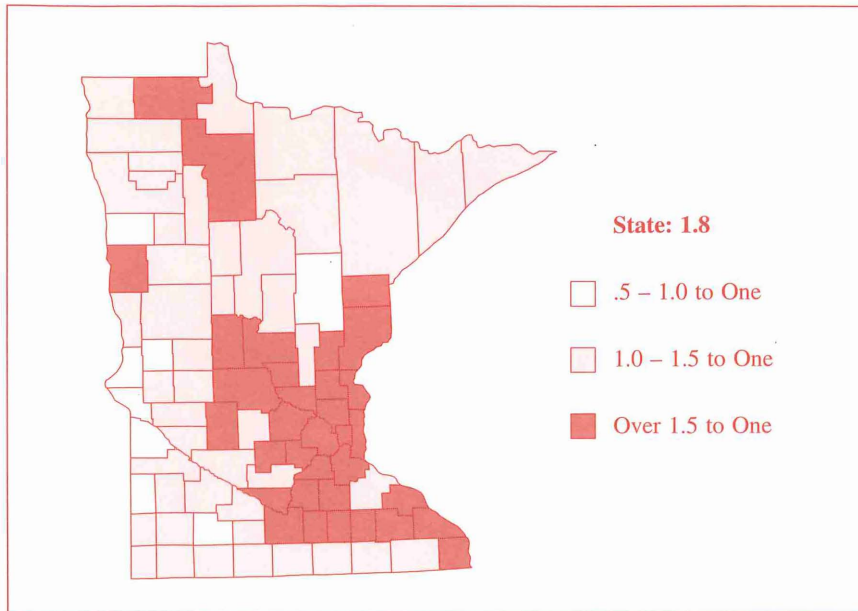 State: 1.8
.5 – 1.0 to One
1.0 – 1.5 to One
Over 1.5 to One